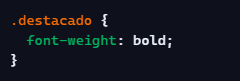 .destacado {
  font-weight: bold;
}